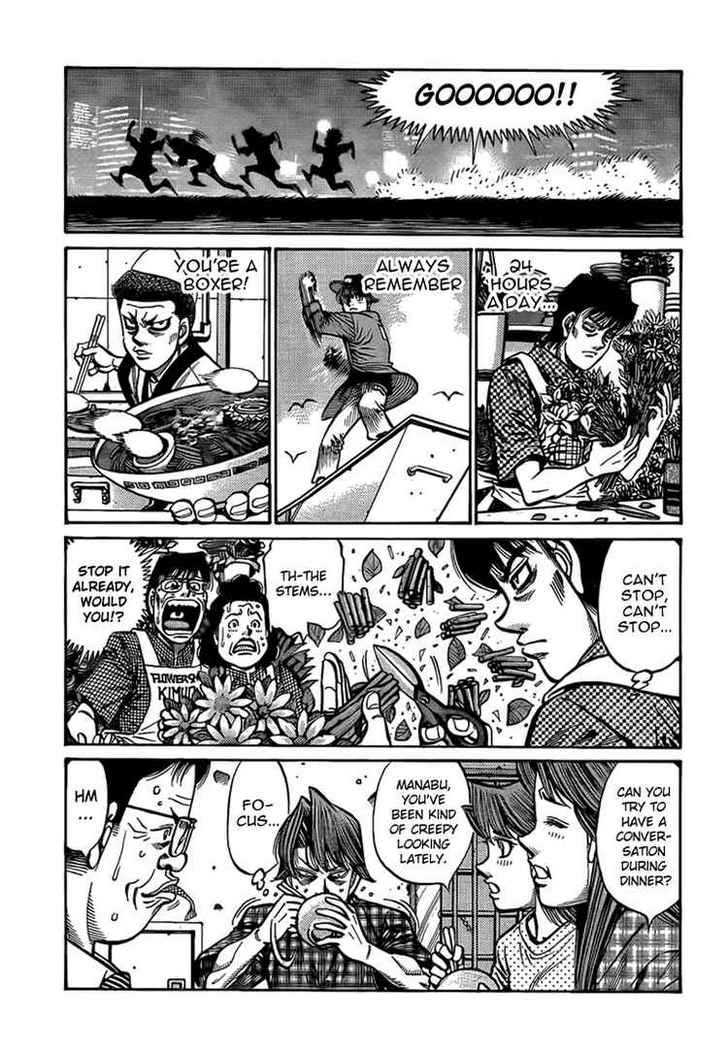 GOOOOOO!!
24
HOURS
A DAY...
ALWAYS
REMEMBER
YOU'RE A
BOXER!
CAN'T
STOP,
CAN'T
STOP...
TH-THE
STEMS...
STOP IT
ALREADY,
WOULD
YOU!?
CAN YOU
TRY TO
HAVE A
CONVER-
SATION
DURING
DINNER?
MANABU,
YOU'VE
BEEN KIND
OF CREEPY
LOOKING
LATELY.
FO-
CUS...
HM
...